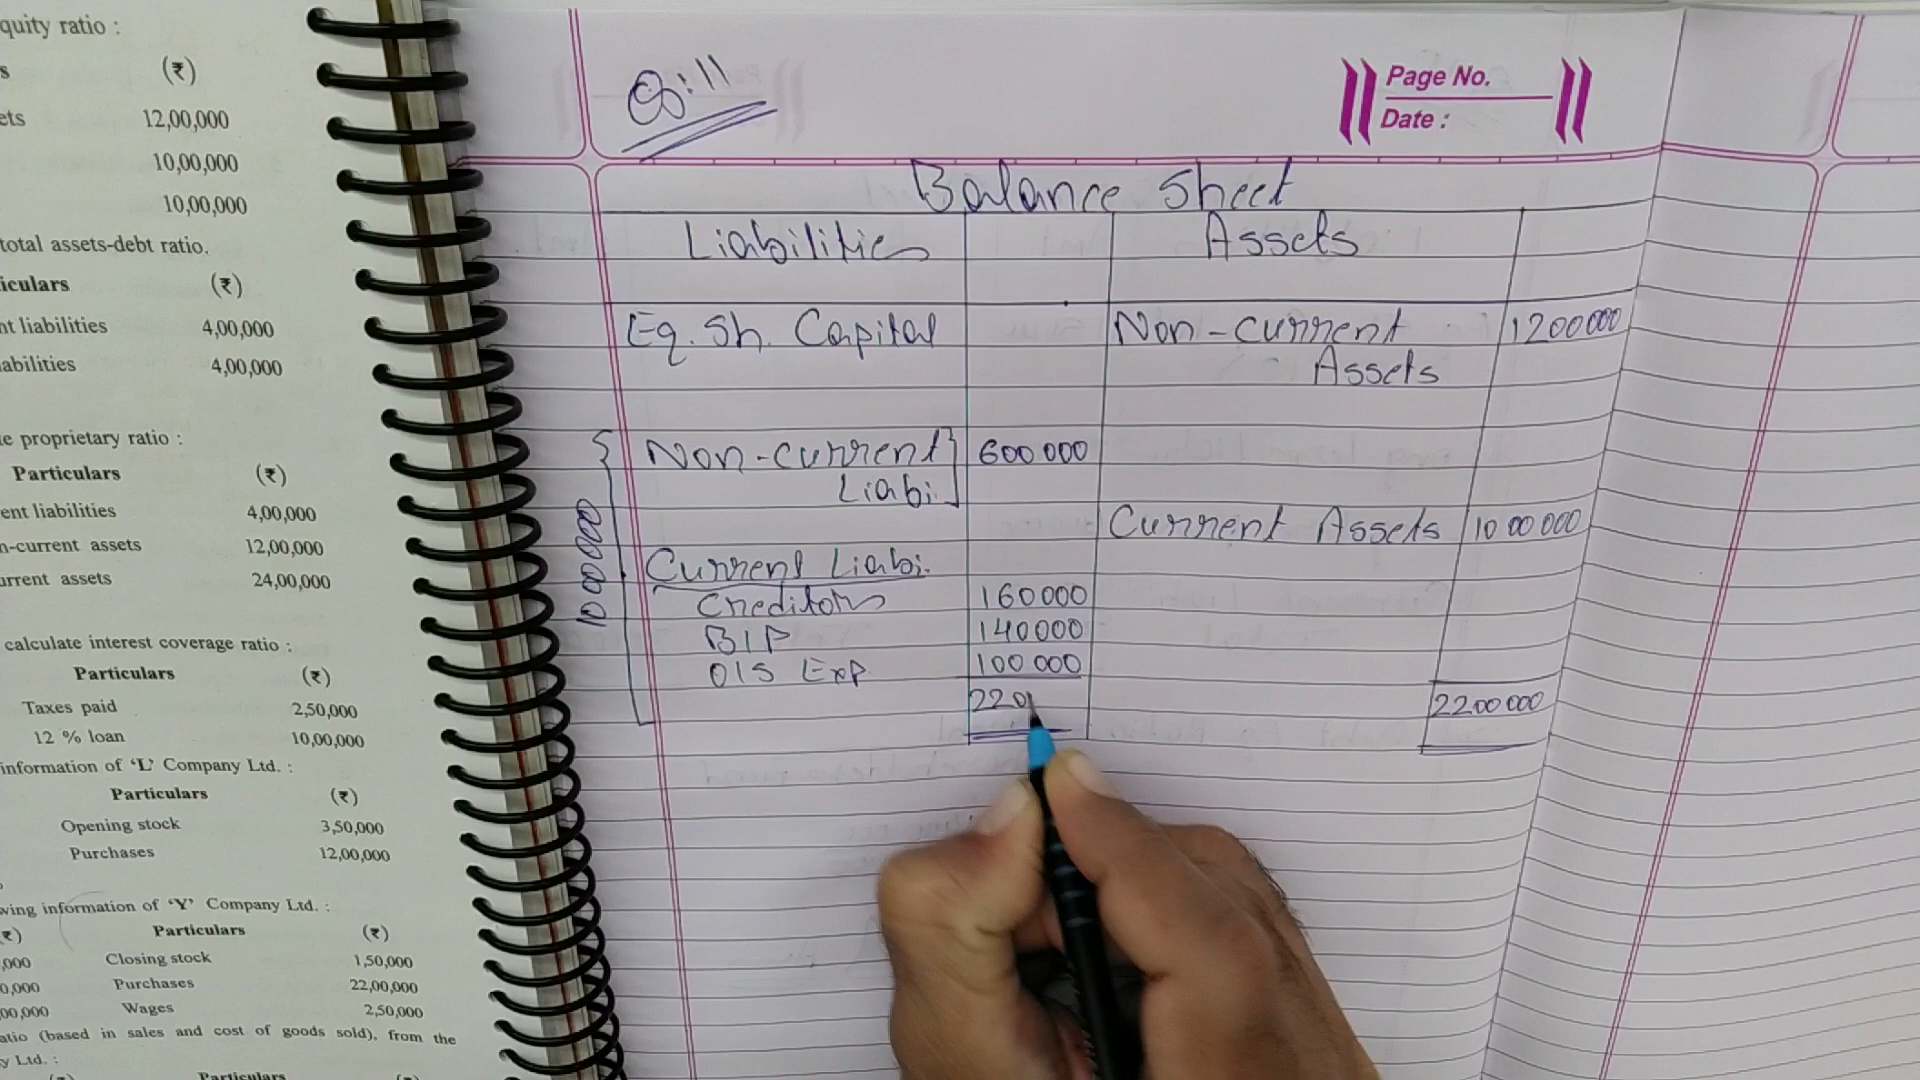 quity ratio :
s (₹)
ets 12,00,000
10,00,000
10,00,000
total assets-debt ratio.
iculars (₹)
nt liabilities 4,00,000
abilities 4,00,000
te proprietary ratio :
Particulars (₹)
ent liabilities 4,00,000
n-current assets 12,00,000
urrent assets 24,00,000
calculate interest coverage ratio :
Particulars (₹)
Taxes paid 2,50,000
12 % loan 10,00,000
information of 'L' Company Ltd. :
Particulars (₹)
Opening stock 3,50,000
Purchases 12,00,000
wing information of 'Y' Company Ltd. :
(₹) Particulars (₹)
,000 Closing stock 1,50,000
0,000 Purchases 22,00,000
00,000 Wages 2,50,000
atio (based in sales and cost of goods sold), from the
y Ltd. :
Particulars
Q:11
Page No.
Date :
Balance Sheet
Liabilities Assets
Eq. Sh. Capital Non-current 1200000
Assets
Non-current 600000
Liabi.
Current Assets 1000000
1000000
Current Liabi.
Creditors 160000
B/P 140000
O/S Exp. 100000
220 2200000